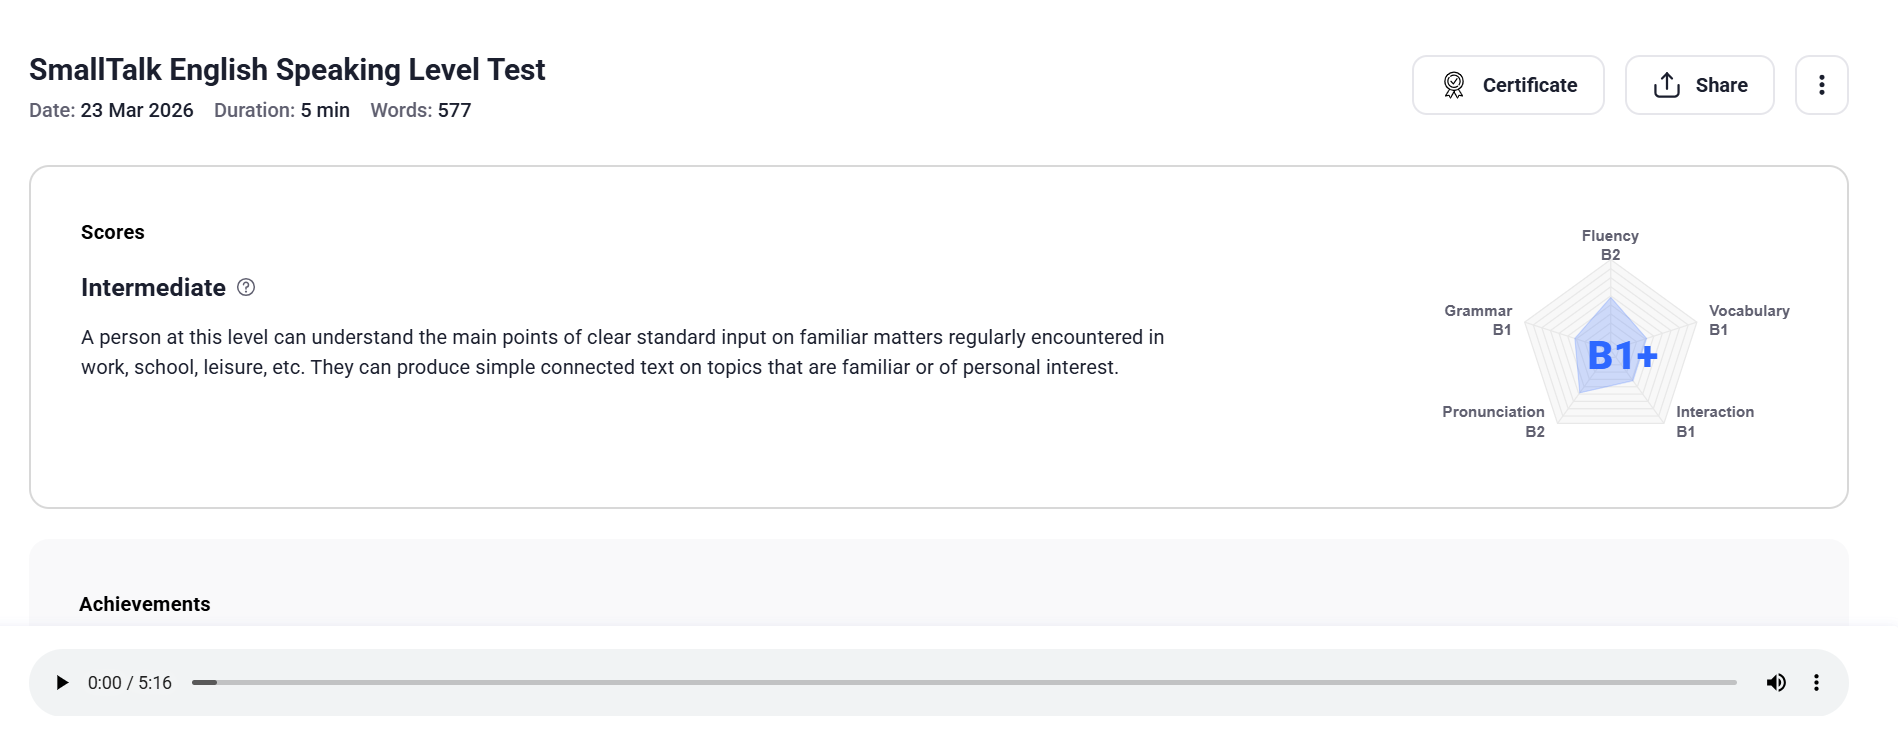 SmallTalk English Speaking Level Test
Date: 23 Mar 2026 Duration: 5 min Words: 577
Certificate
Share
Scores
Intermediate ?
A person at this level can understand the main points of clear standard input on familiar matters regularly encountered in
work, school, leisure, etc. They can produce simple connected text on topics that are familiar or of personal interest.
Fluency
B2
Grammar
B1
Vocabulary
B1
B1+
Pronunciation
B2
Interaction
B1
Achievements
0:00 / 5:16